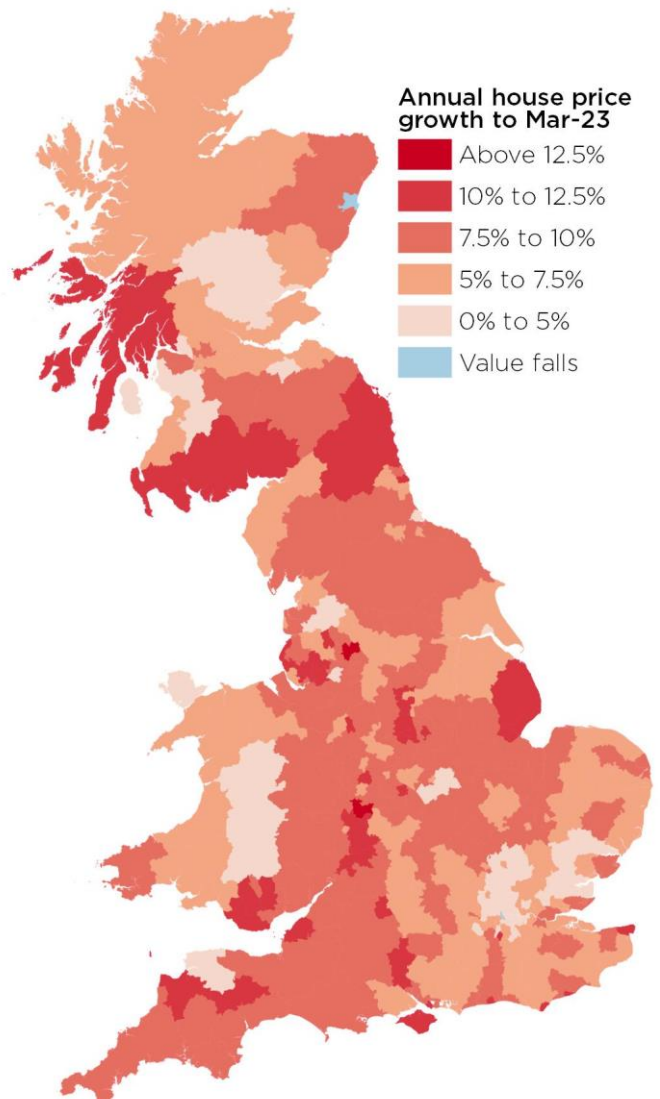 Annual house price
growth to Mar-23
Above 12.5%
10% to 12.5%
7.5% to 10%
5% to 7.5%
0% to 5%
Value falls